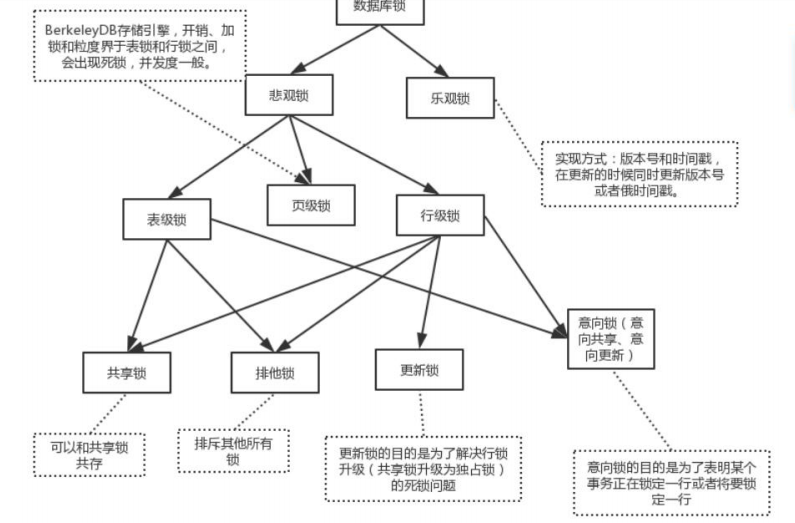 数据库锁
BerkeleyDB存储引擎，开销、加
锁和粒度界于表锁和行锁之间，
会出现死锁，并发度一般。
悲观锁
乐观锁
实现方式：版本号和时间戳，
在更新的时候同时更新版本号
或者俄时间戳。
表级锁
页级锁
行级锁
意向锁（意
向共享、意
向更新）
共享锁
排他锁
更新锁
可以和共享锁
共存
排斥其他所有
锁
更新锁的目的是为了解决行锁
升级（共享锁升级为独占锁）
的死锁问题
意向锁的目的是为了表明某个
事务正在锁定一行或者将要锁
定一行